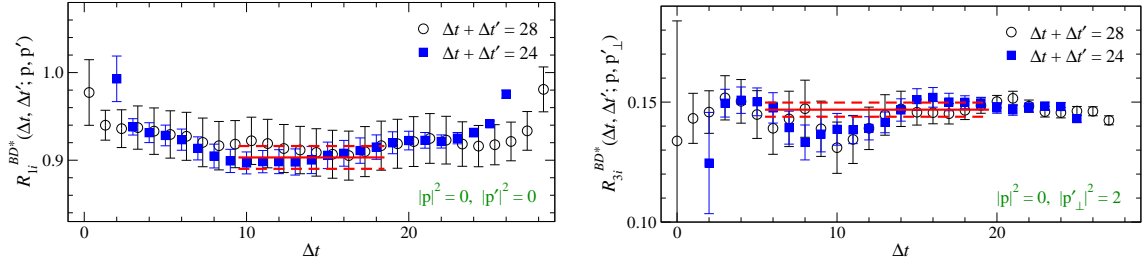 Δt + Δt′ = 28
Δt + Δt′ = 24
1.0
0.9
0
10
20
Δt
R_{1i}^{BD*}(Δt, Δt′; p, p′)
|p|² = 0, |p′|² = 0
Δt + Δt′ = 28
Δt + Δt′ = 24
0.15
0.10
0
10
20
Δt
R_{3i}^{BD*}(Δt, Δt′; p, p′_⊥)
|p|² = 0, |p′_⊥|² = 2